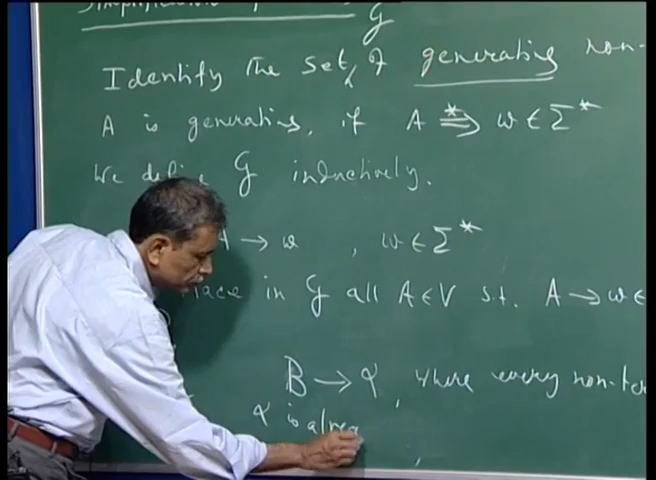 G
Identify the set, of generating non-
A is generating, if A ⇒* w ∈ Σ*
We define G inductively.
→ w , w ∈ Σ*
place in G all A ∈ V s.t. A → w ∈
B → α, where every non-ter
α is alrea